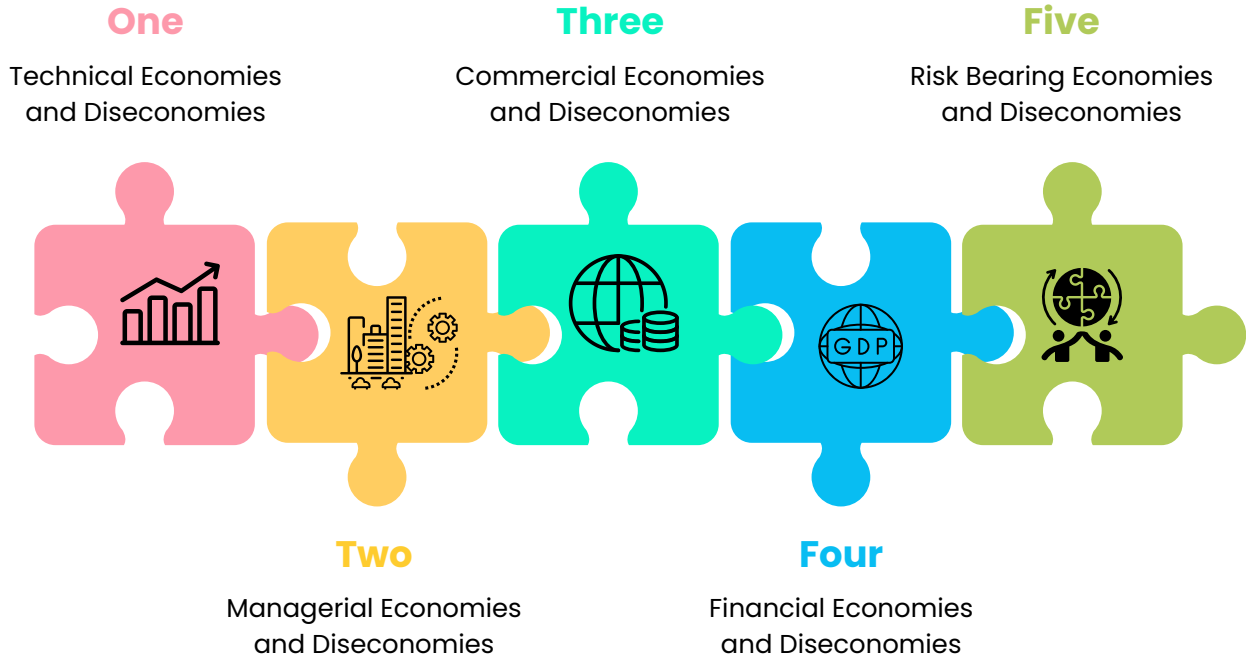 One
Technical Economies
and Diseconomies
Three
Commercial Economies
and Diseconomies
Five
Risk Bearing Economies
and Diseconomies
GDP
Two
Managerial Economies
and Diseconomies
Four
Financial Economies
and Diseconomies